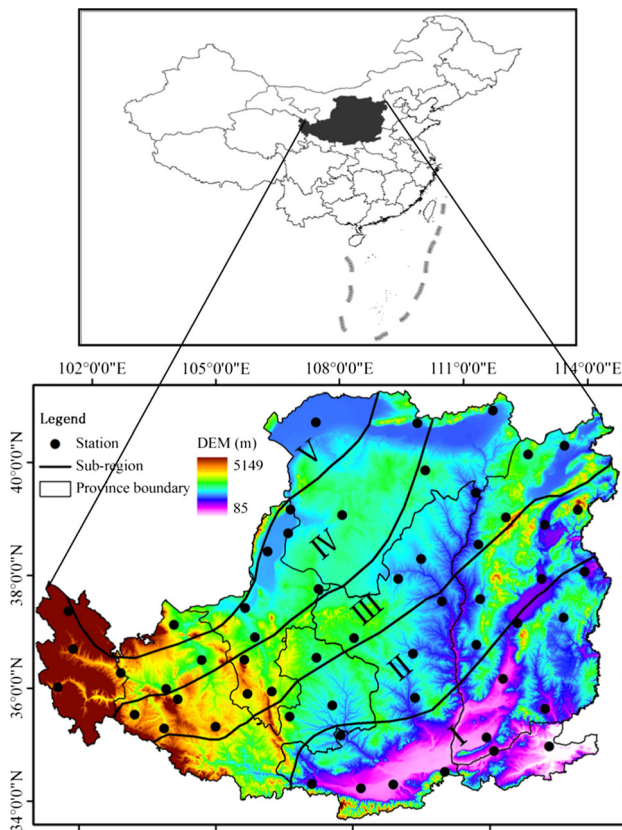 102°0'0"E 105°0'0"E 108°0'0"E 111°0'0"E 114°0'0"E
Legend
Station
Sub-region
Province boundary
DEM (m)
5149
85
40°0'0"N
38°0'0"N
36°0'0"N
34°0'0"N
V
IV
III
II
I